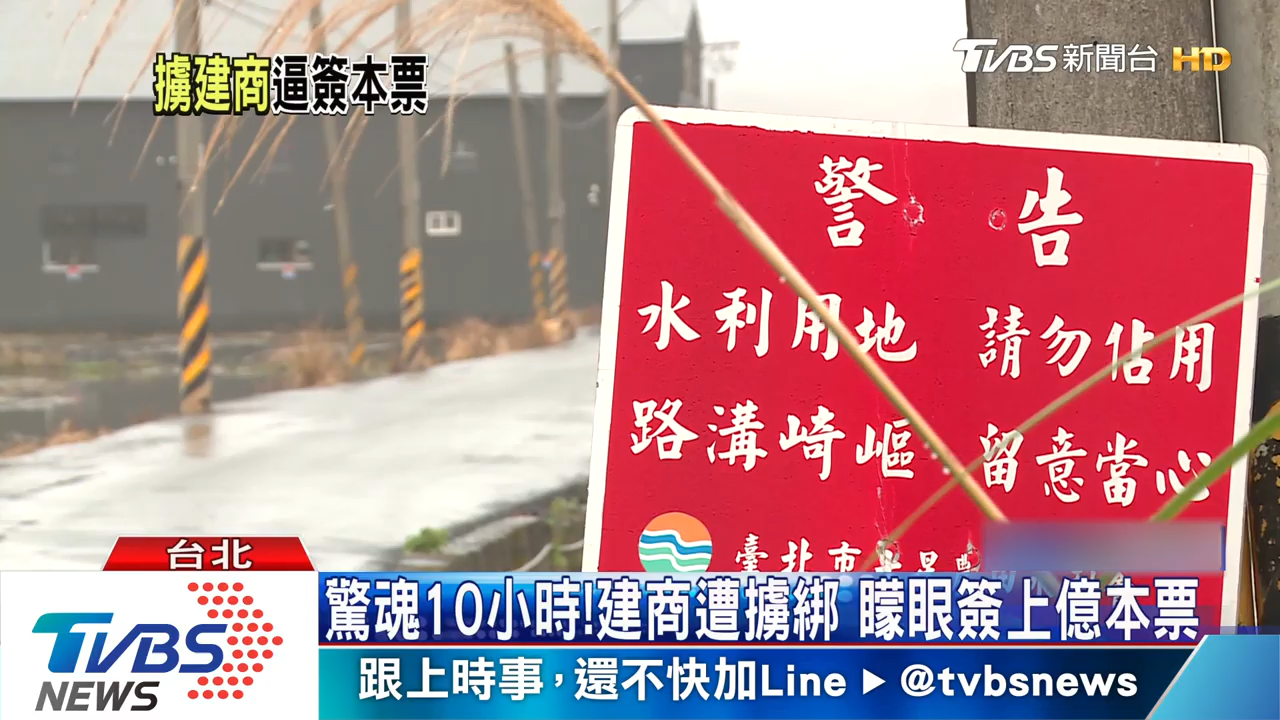 擄建商逼簽本票
TVBS新聞台 HD
警告
水利用地 請勿佔用
路溝崎嶇 留意當心
臺北市
台北
驚魂10小時!建商遭擄綁 矇眼簽上億本票
TVBS NEWS
跟上時事,還不快加Line ▶ @tvbsnews